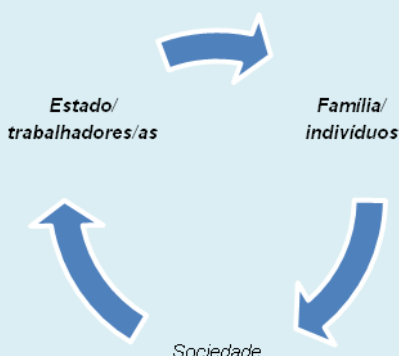 Estado/
trabalhadores/as
Família/
indivíduos
Sociedade